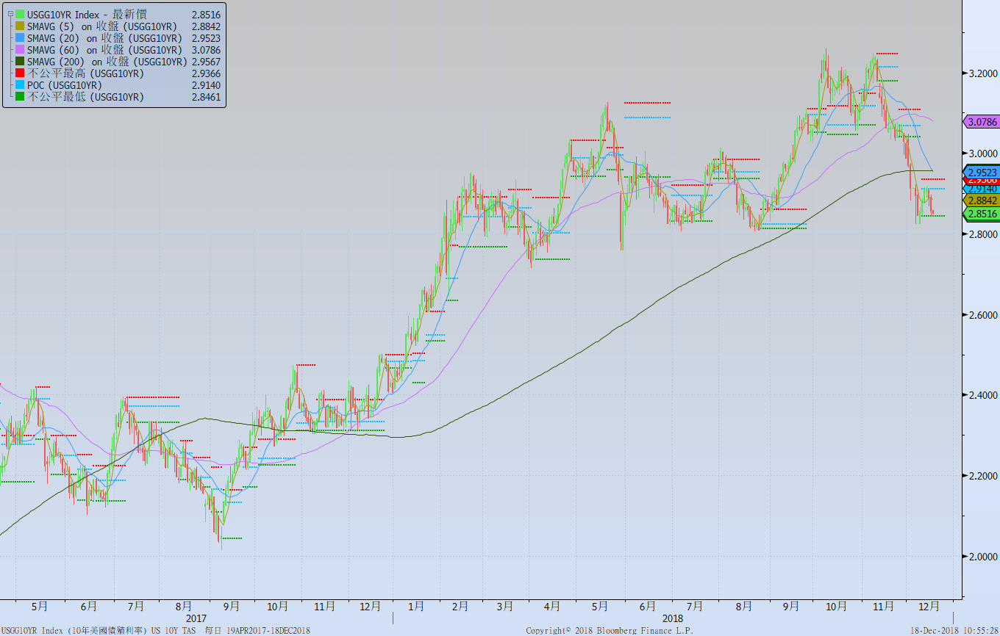 USGG10YR Index - 最新價 2.8516
SMAVG (5) on 收盤 (USGG10YR) 2.8842
SMAVG (20) on 收盤 (USGG10YR) 2.9523
SMAVG (60) on 收盤 (USGG10YR) 3.0786
SMAVG (200) on 收盤 (USGG10YR) 2.9567
不公平最高 (USGG10YR) 2.9366
POC (USGG10YR) 2.9140
不公平最低 (USGG10YR) 2.8461
3.2000
3.0786
3.0000
2.9523
2.9366
2.9140
2.8842
2.8516
2.8000
2.6000
2.4000
2.2000
2.0000
5月 6月 7月 8月 9月 10月 11月 12月 1月 2月 3月 4月 5月 6月 7月 8月 9月 10月 11月 12月
2017 2018
USGG10YR Index (10年美國債殖利率) US 10Y TAS 每日 19APR2017-18DEC2018 Copyright© 2018 Bloomberg Finance L.P. 18-Dec-2018 10:55:28